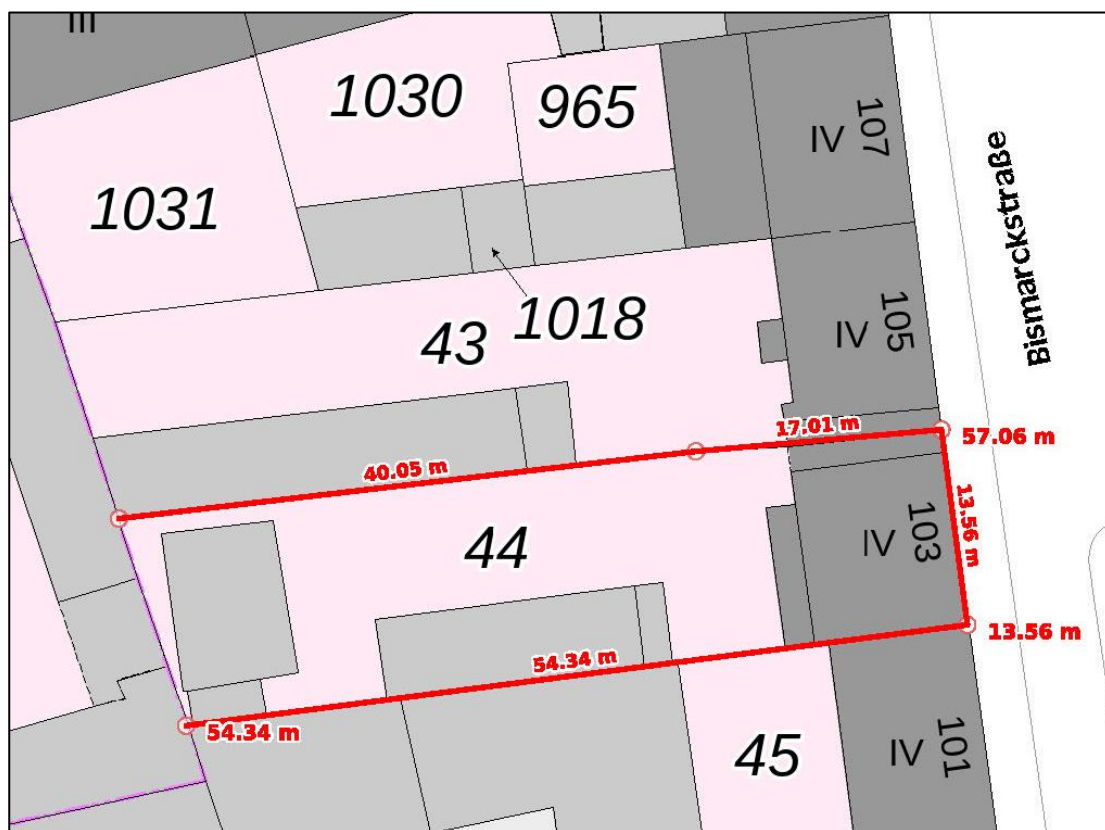 III
1030
965
IV
107
1031
Bismarckstraße
1018
43
IV
105
17.01 m
57.06 m
40.05 m
13.56 m
44
IV
103
13.56 m
54.34 m
54.34 m
45
IV
101